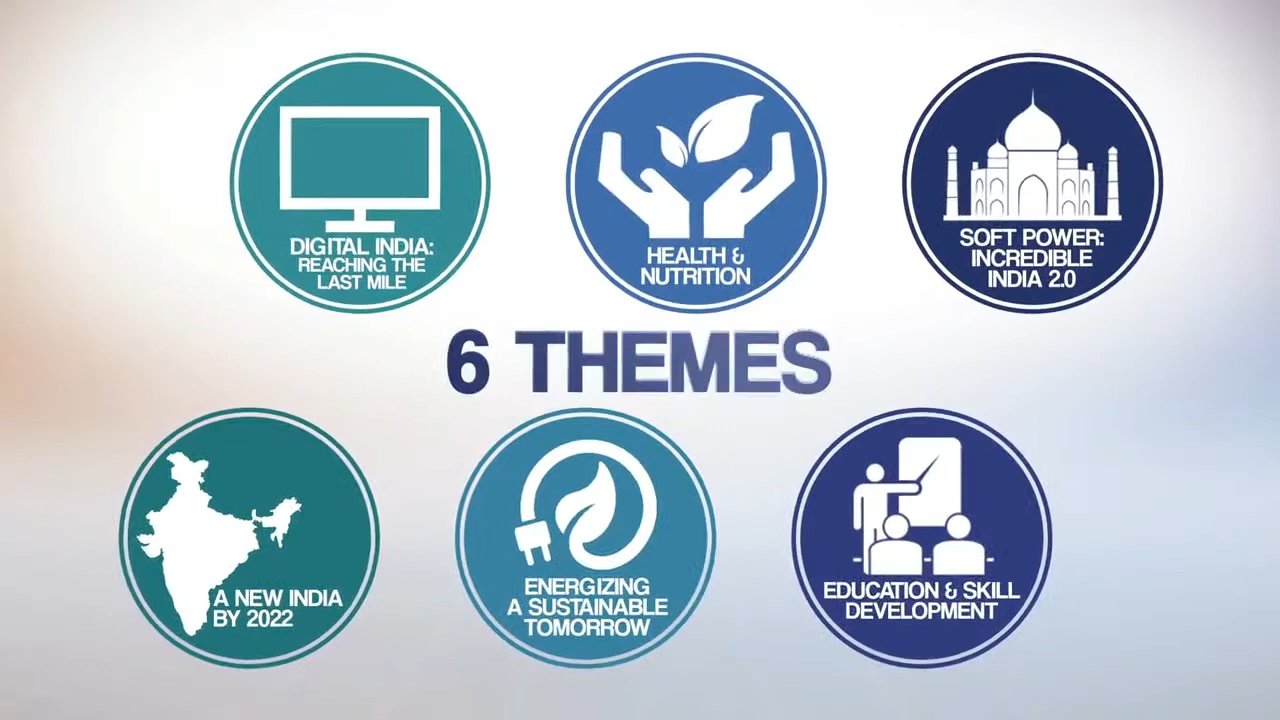 DIGITAL INDIA:
REACHING THE
LAST MILE
HEALTH &
NUTRITION
SOFT POWER:
INCREDIBLE
INDIA 2.0
6 THEMES
A NEW INDIA
BY 2022
ENERGIZING
A SUSTAINABLE
TOMORROW
EDUCATION & SKILL
DEVELOPMENT